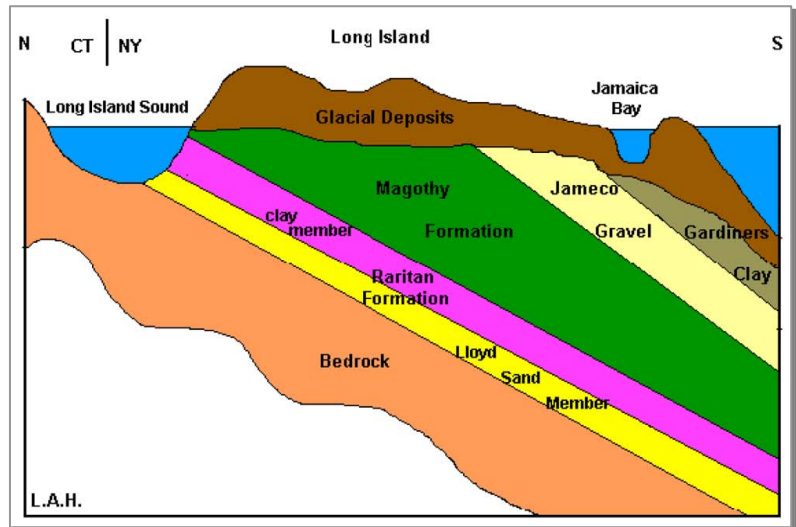 Long Island
N CT NY S
Long Island Sound
Jamaica
Bay
Glacial Deposits
Magothy
Formation
Jameco
Gravel
Gardiners
Clay
clay
member
Raritan
Formation
Lloyd
Sand
Member
Bedrock
L.A.H.